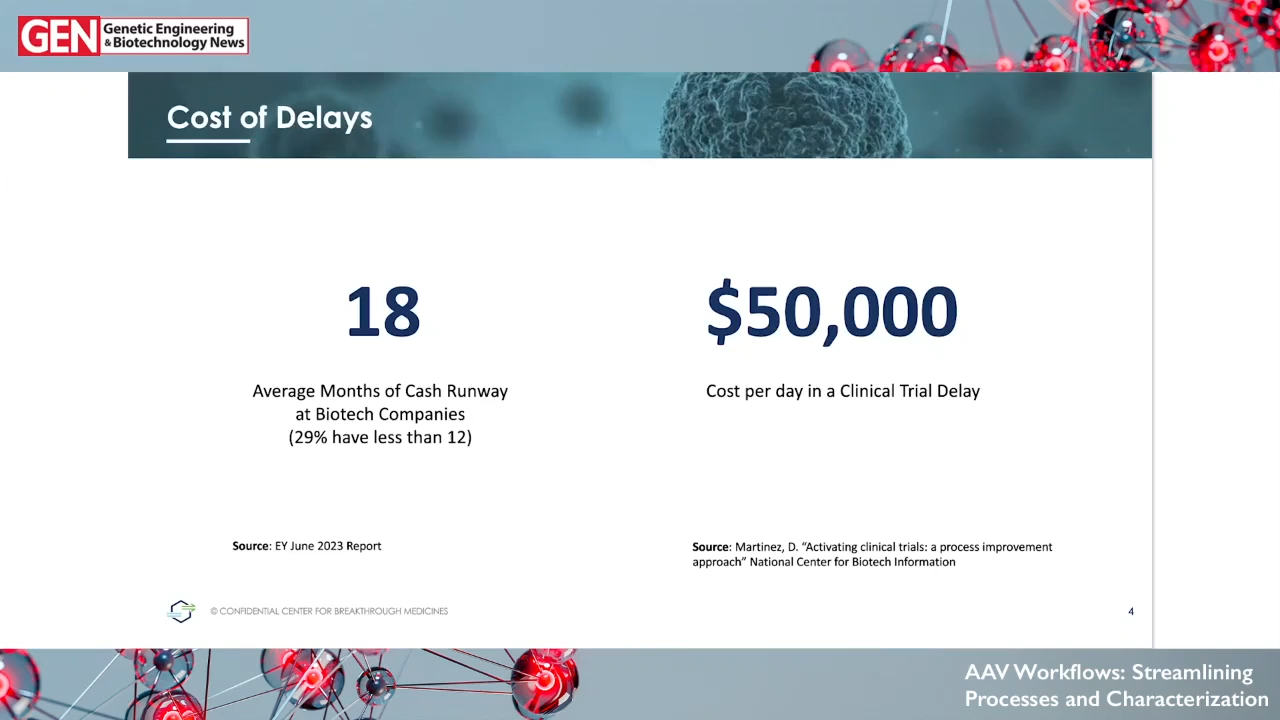 GEN Genetic Engineering
& Biotechnology News
Cost of Delays
18
Average Months of Cash Runway
at Biotech Companies
(29% have less than 12)
Source: EY June 2023 Report
$50,000
Cost per day in a Clinical Trial Delay
Source: Martinez, D. “Activating clinical trials: a process improvement
approach” National Center for Biotech Information
© CONFIDENTIAL CENTER FOR BREAKTHROUGH MEDICINES
4
AAV Workflows: Streamlining
Processes and Characterization